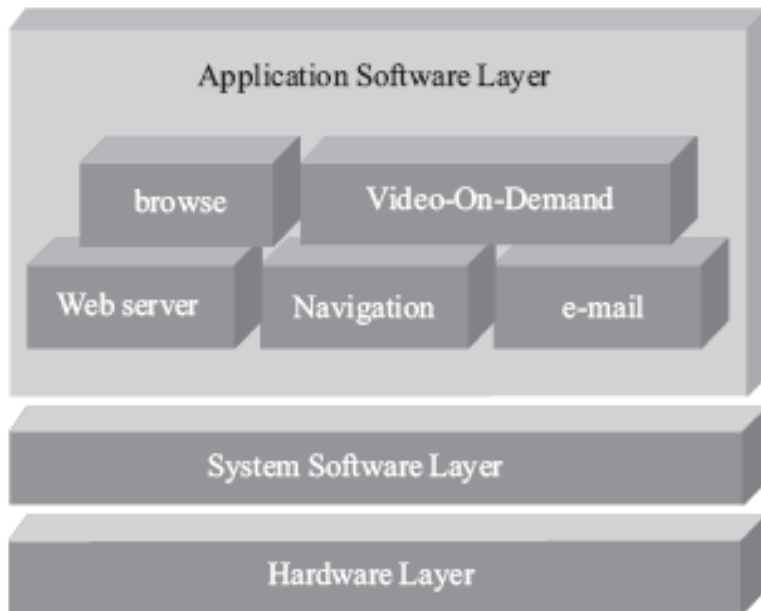 Application Software Layer
browse
Video-On-Demand
Web server
Navigation
e-mail
System Software Layer
Hardware Layer